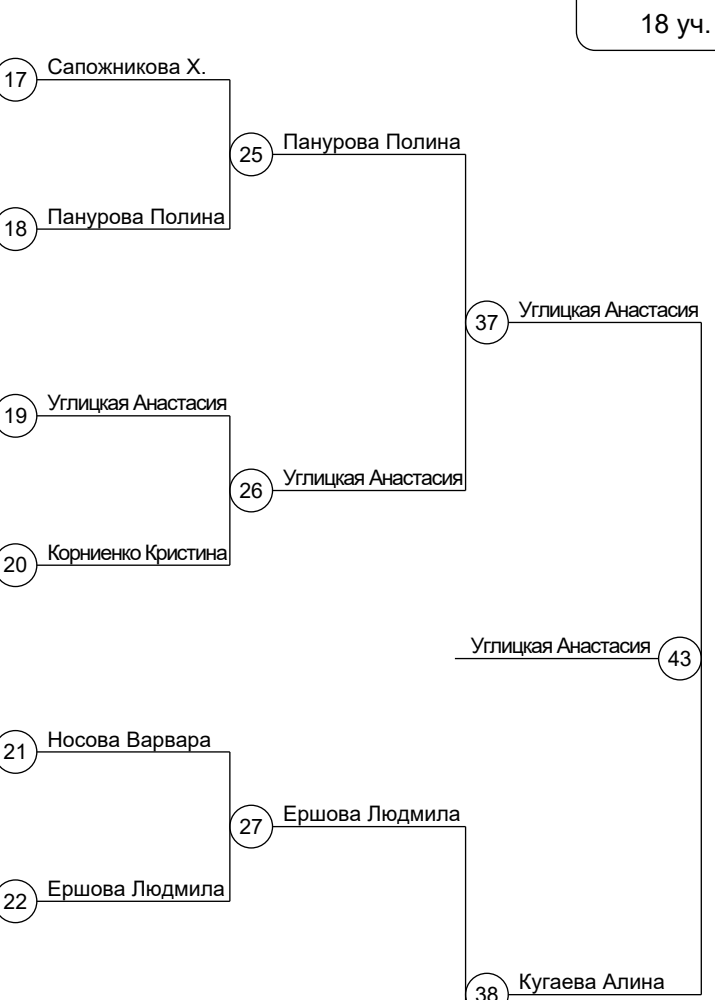 18 уч.
17 Сапожникова Х.
25 Панурова Полина
18 Панурова Полина
37 Углицкая Анастасия
19 Углицкая Анастасия
26 Углицкая Анастасия
20 Корниенко Кристина
Углицкая Анастасия 43
21 Носова Варвара
27 Ершова Людмила
22 Ершова Людмила
38 Кугаева Алина